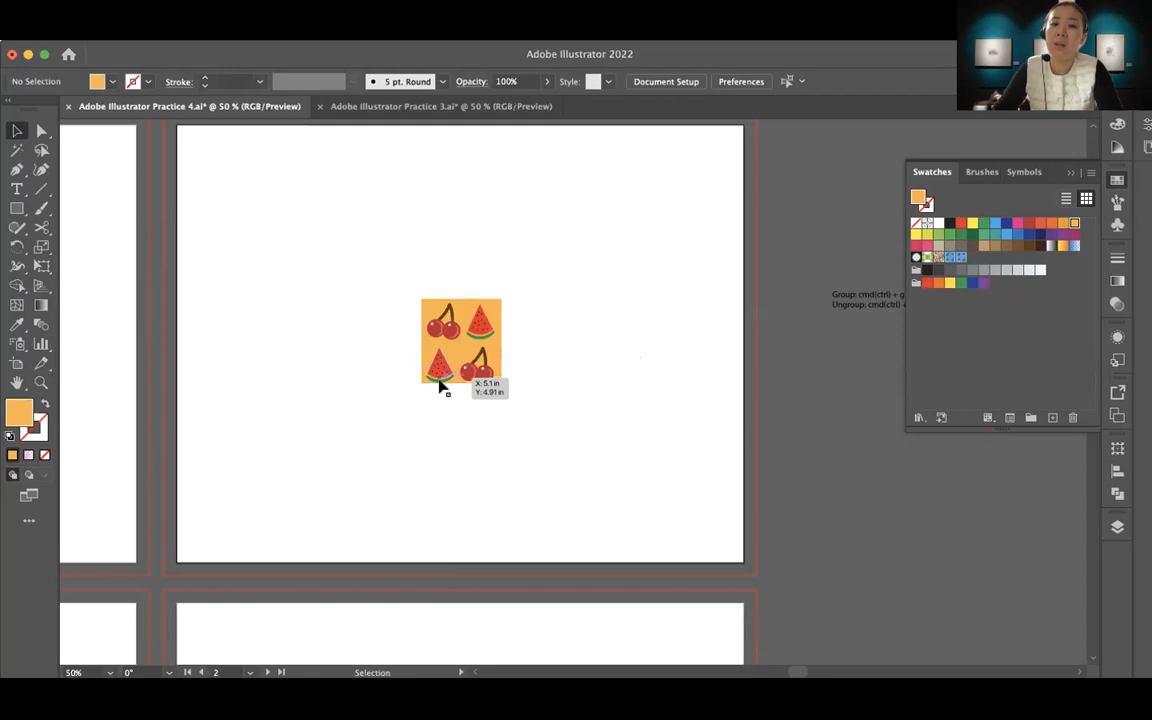 Adobe Illustrator 2022
No Selection
Stroke:
5 pt. Round
Opacity:
100%
Style:
Document Setup
Preferences
× Adobe Illustrator Practice 4.ai* @ 50 % (RGB/Preview)
× Adobe Illustrator Practice 3.ai* @ 50 % (RGB/Preview)
Swatches
Brushes
Symbols
Group: cmd(ctrl) + g
Ungroup: cmd(ctrl) +
X: 5.1 in
Y: 4.91 in
50%
0°
2
Selection